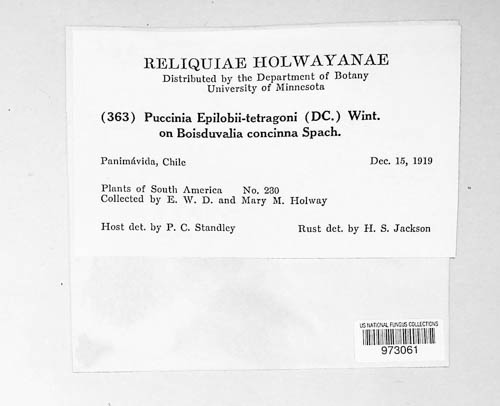 RELIQUIAE HOLWAYANAE
Distributed by the Department of Botany
University of Minnesota
(363) Puccinia Epilobii-tetragoni (DC.) Wint.
on Boisduvalia concinna Spach.
Panimávida, Chile Dec. 15, 1919
Plants of South America No. 230
Collected by E. W. D. and Mary M. Holway
Host det. by P. C. Standley Rust det. by H. S. Jackson
US NATIONAL FUNGUS COLLECTIONS
973061